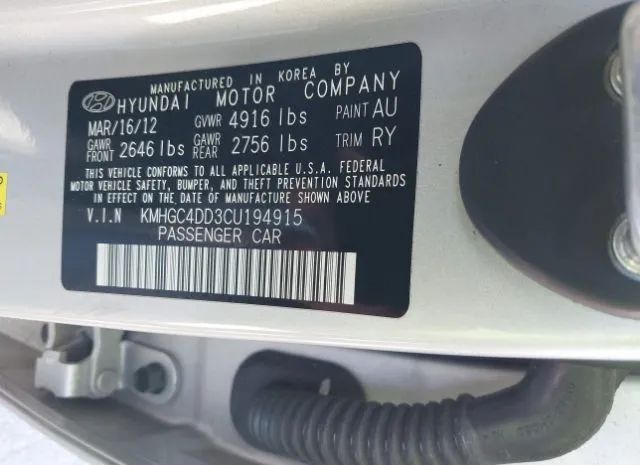 MANUFACTURED IN KOREA BY
HYUNDAI MOTOR COMPANY
MAR/16/12 GVWR 4916 lbs PAINT AU
GAWR FRONT 2646 lbs GAWR REAR 2756 lbs TRIM RY
THIS VEHICLE CONFORMS TO ALL APPLICABLE U.S.A. FEDERAL
MOTOR VEHICLE SAFETY, BUMPER, AND THEFT PREVENTION STANDARDS
IN EFFECT ON THE DATE OF MANUFACTURE SHOWN ABOVE
V.I.N KMHGC4DD3CU194915
PASSENGER CAR